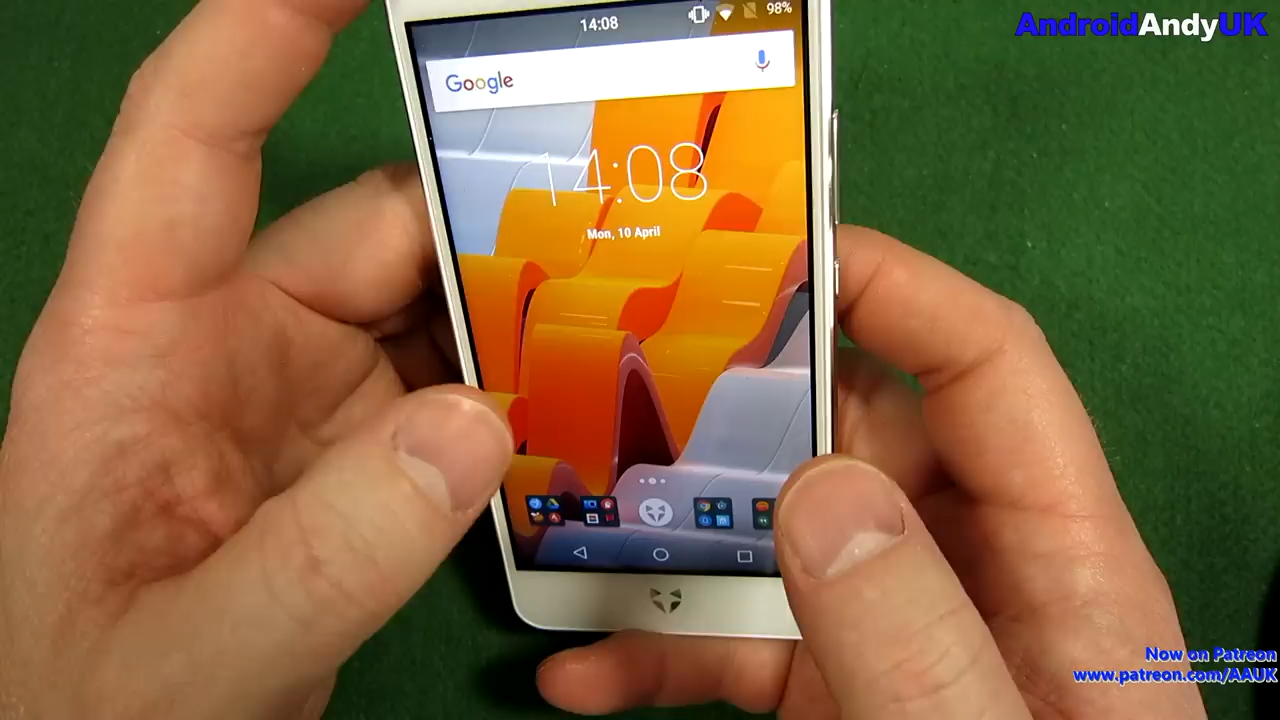 AndroidAndyUK
14:08
98%
Google
14:08
Mon, 10 April
Now on Patreon
www.patreon.com/AAUK